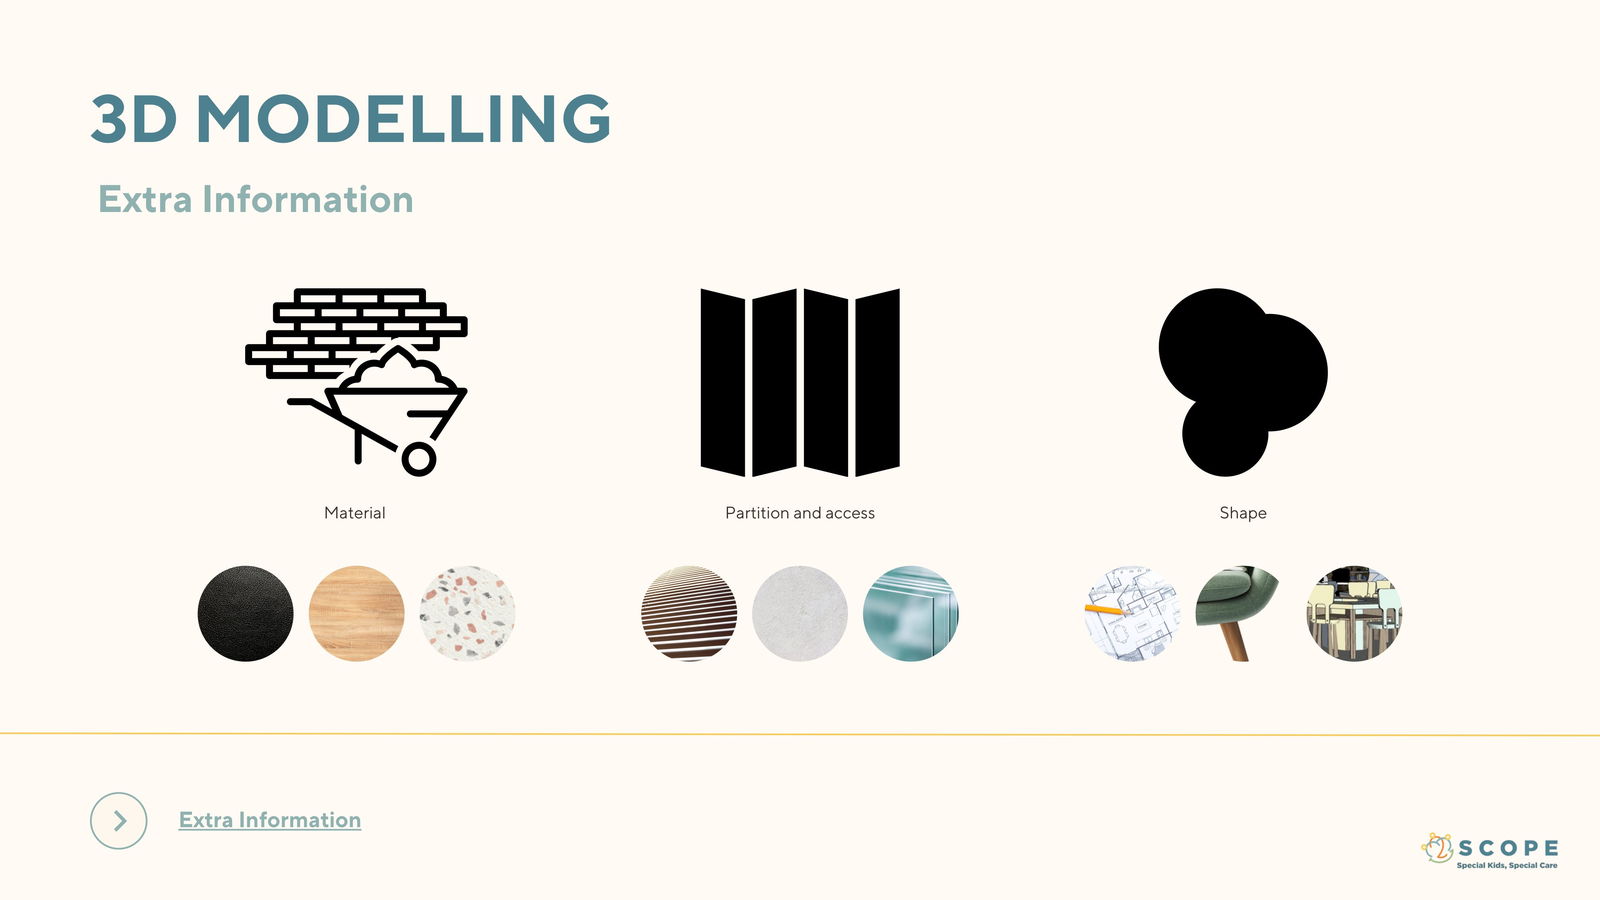 3D MODELLING
Extra Information
Material
Partition and access
Shape
Extra Information
SCOPE
Special Kids, Special Care